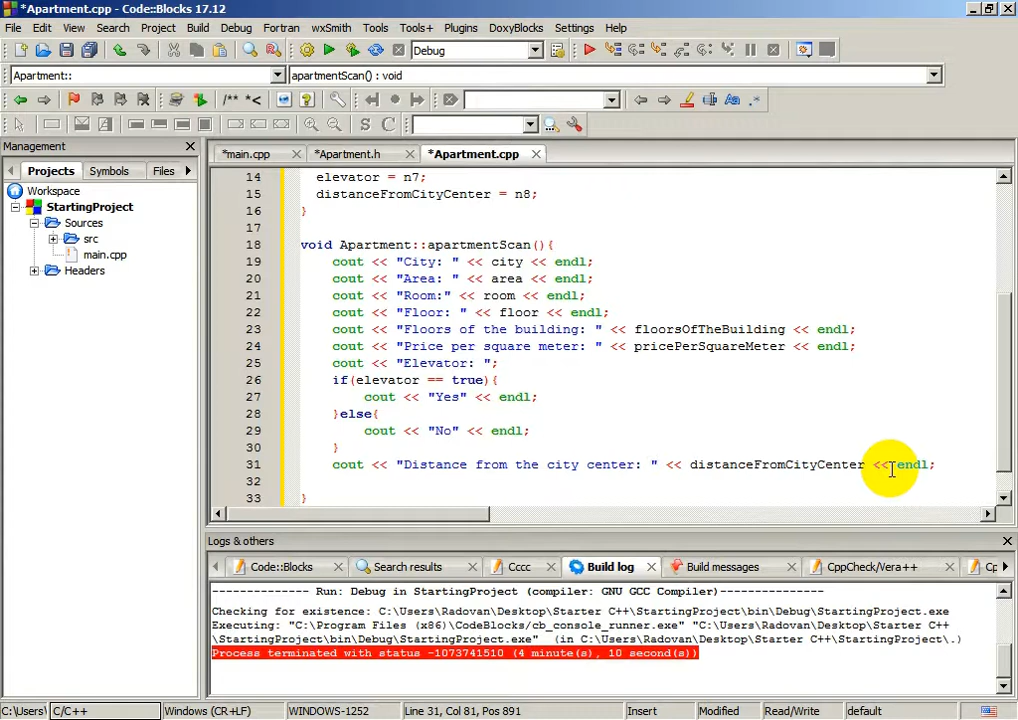 *Apartment.cpp - Code::Blocks 17.12
File Edit View Search Project Build Debug Fortran wxSmith Tools Tools+ Plugins DoxyBlocks Settings Help
Debug
Apartment:: apartmentScan() : void
/** *< Aa .*
S C
Management
*main.cpp *Apartment.h *Apartment.cpp
Projects Symbols Files
Workspace
StartingProject
Sources
src
main.cpp
Headers
14 elevator = n7;
15 distanceFromCityCenter = n8;
16 }
17
18 void Apartment::apartmentScan(){
19 cout << "City: " << city << endl;
20 cout << "Area: " << area << endl;
21 cout << "Room:" << room << endl;
22 cout << "Floor: " << floor << endl;
23 cout << "Floors of the building: " << floorsOfTheBuilding << endl;
24 cout << "Price per square meter: " << pricePerSquareMeter << endl;
25 cout << "Elevator: ";
26 if(elevator == true){
27 cout << "Yes" << endl;
28 }else{
29 cout << "No" << endl;
30 }
31 cout << "Distance from the city center: " << distanceFromCityCenter << endl;
32
33 }
Logs & others
Code::Blocks Search results Cccc Build log Build messages CppCheck/Vera++ Cp
-------------- Run: Debug in StartingProject (compiler: GNU GCC Compiler)---------------
Checking for existence: C:\Users\Radovan\Desktop\Starter C++\StartingProject\bin\Debug\StartingProject.exe
Executing: "C:\Program Files (x86)\CodeBlocks/cb_console_runner.exe" "C:\Users\Radovan\Desktop\Starter C++
\StartingProject\bin\Debug\StartingProject.exe"  (in C:\Users\Radovan\Desktop\Starter C++\StartingProject\.)
Process terminated with status -1073741510 (4 minute(s), 10 second(s))
C:\Users\ C/C++ Windows (CR+LF) WINDOWS-1252 Line 31, Col 81, Pos 891 Insert Modified Read/Write default